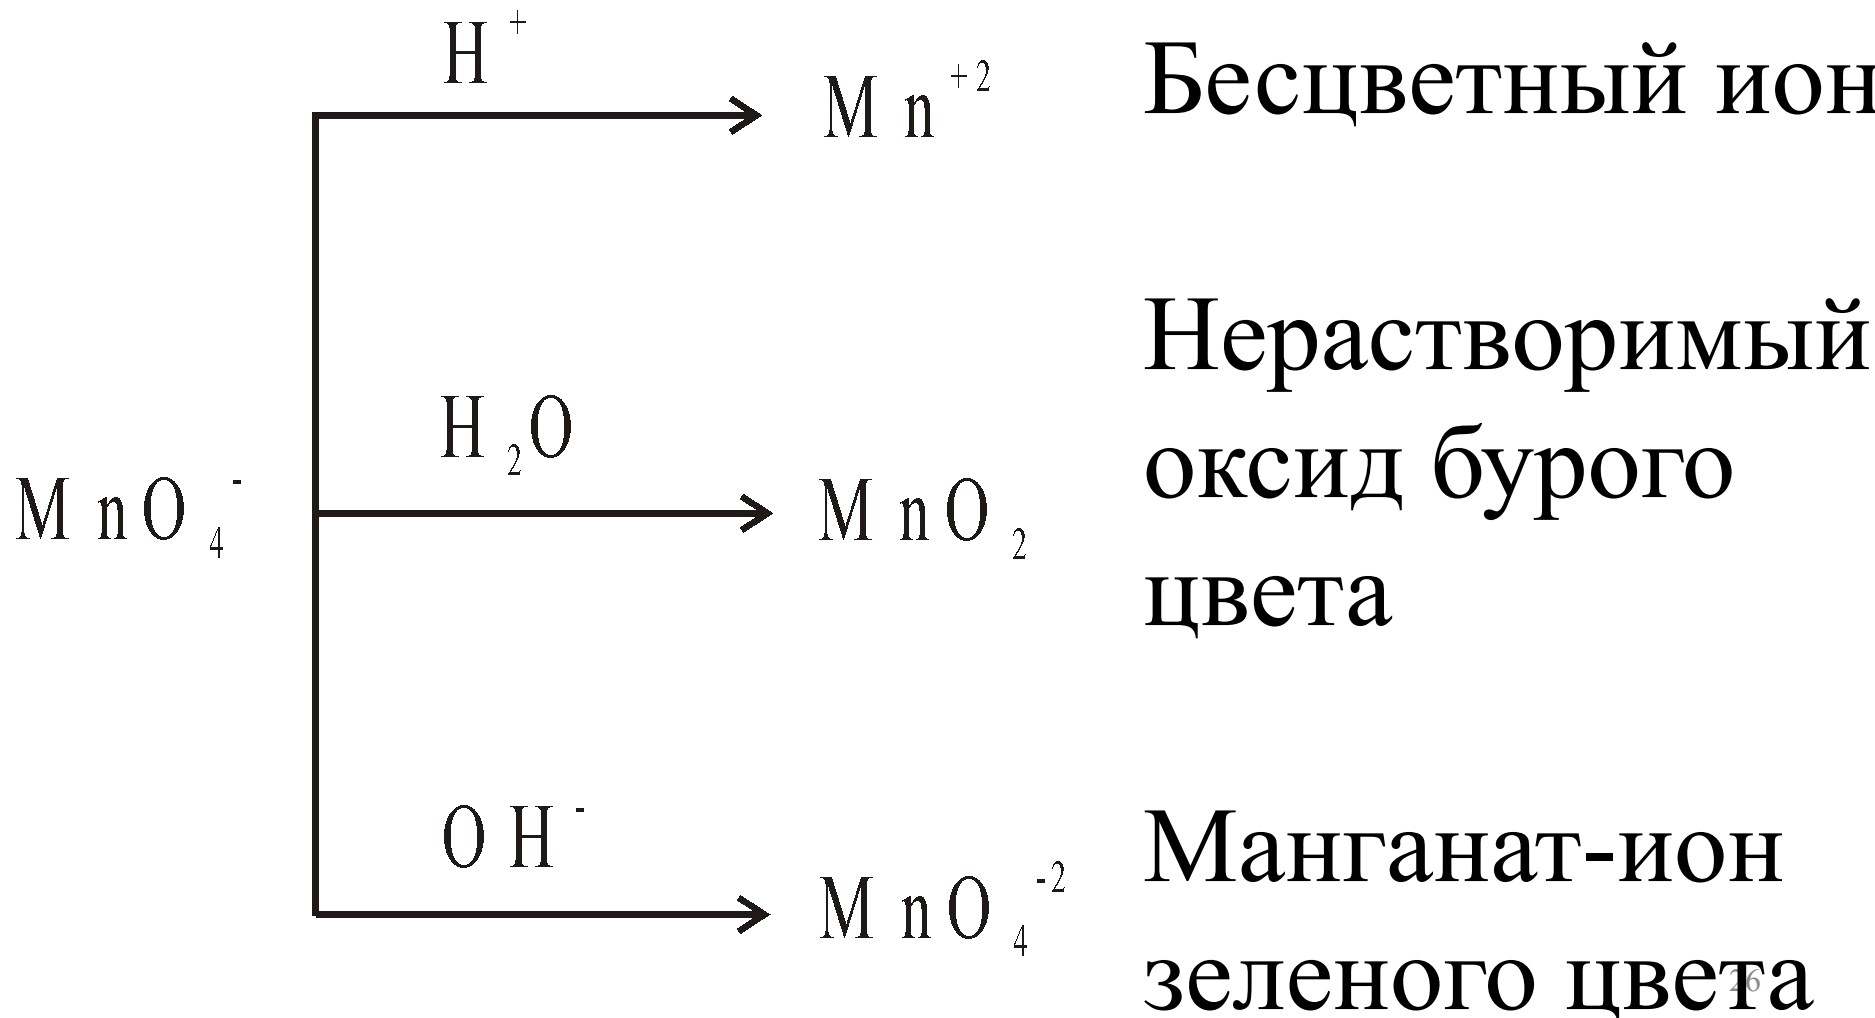 H⁺
Mn⁺² Бесцветный ион
Нерастворимый
H₂O
оксид бурого
MnO₄⁻
MnO₂
цвета
OH⁻
MnO₄⁻² Манганат-ион
зеленого цвета
26